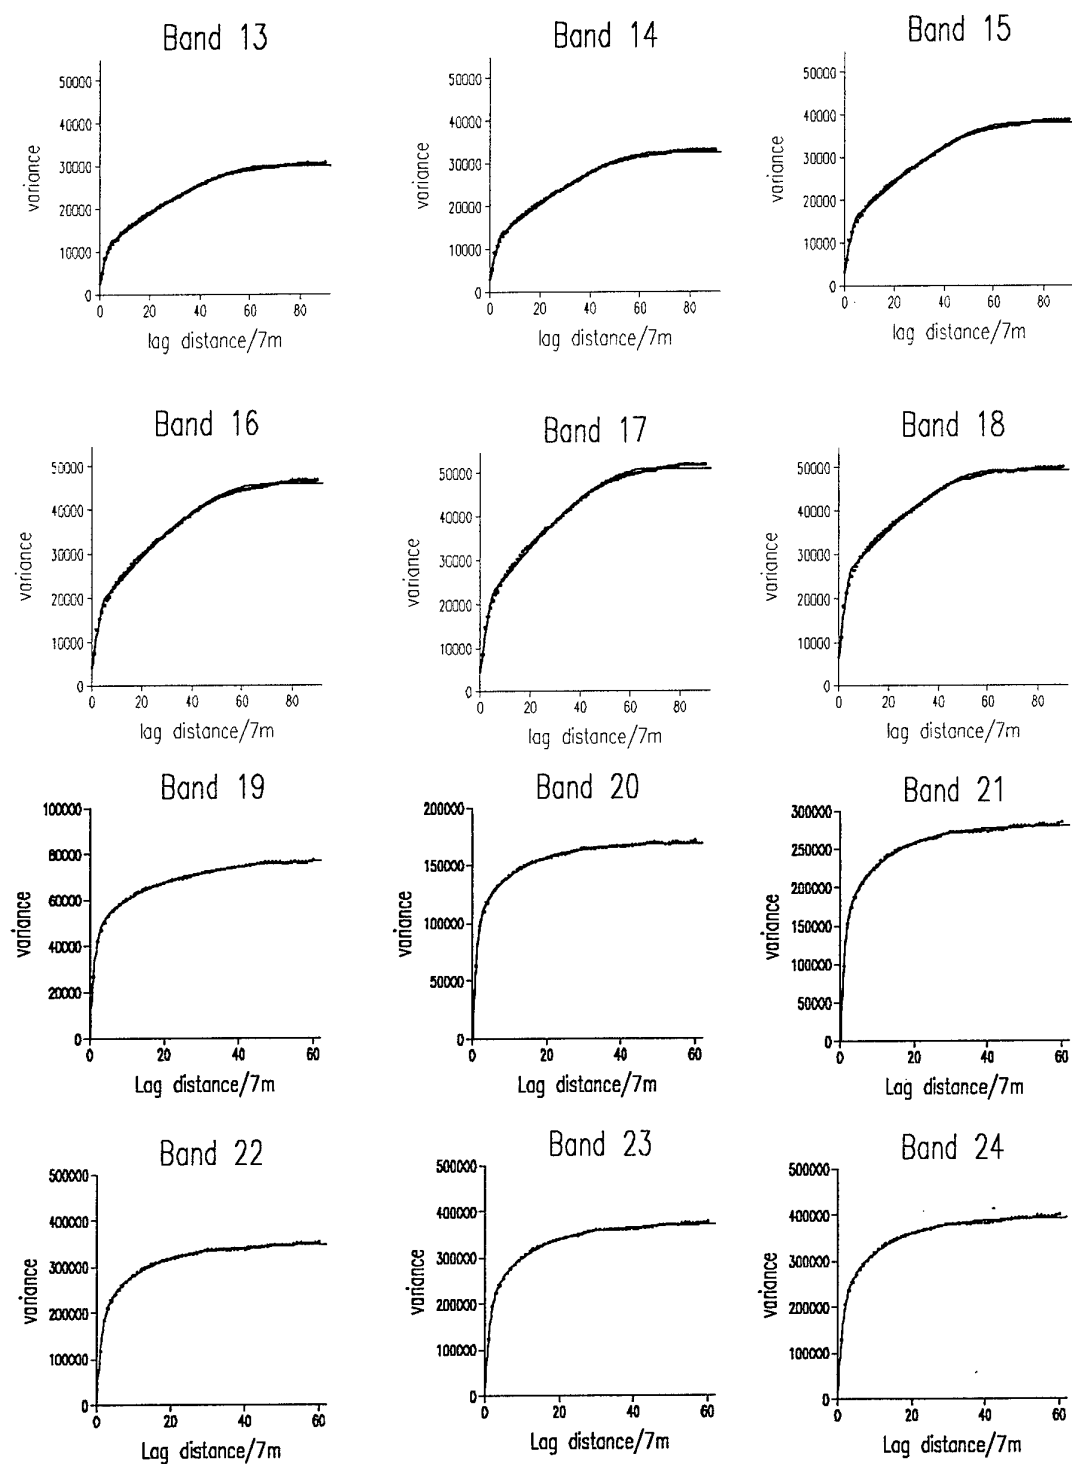 Band 13
50000
40000
30000
20000
10000
0
variance
0 20 40 60 80
lag distance/7m
Band 14
50000
40000
30000
20000
10000
0
variance
0 20 40 60 80
lag distance/7m
Band 15
50000
40000
30000
20000
10000
0
variance
0 20 40 60 80
lag distance/7m
Band 16
50000
40000
30000
20000
10000
0
variance
0 20 40 60 80
lag distance/7m
Band 17
50000
40000
30000
20000
10000
0
variance
0 20 40 60 80
lag distance/7m
Band 18
50000
40000
30000
20000
10000
0
variance
0 20 40 60 80
lag distance/7m
Band 19
100000
80000
60000
40000
20000
0
variance
0 20 40 60
Lag distance/7m
Band 20
200000
150000
100000
50000
0
variance
0 20 40 60
Lag distance/7m
Band 21
300000
250000
200000
150000
100000
50000
0
variance
0 20 40 60
Lag distance/7m
Band 22
500000
400000
300000
200000
100000
0
variance
0 20 40 60
Lag distance/7m
Band 23
500000
400000
300000
200000
100000
0
variance
0 20 40 60
Lag distance/7m
Band 24
500000
400000
300000
200000
100000
0
variance
0 20 40 60
Lag distance/7m